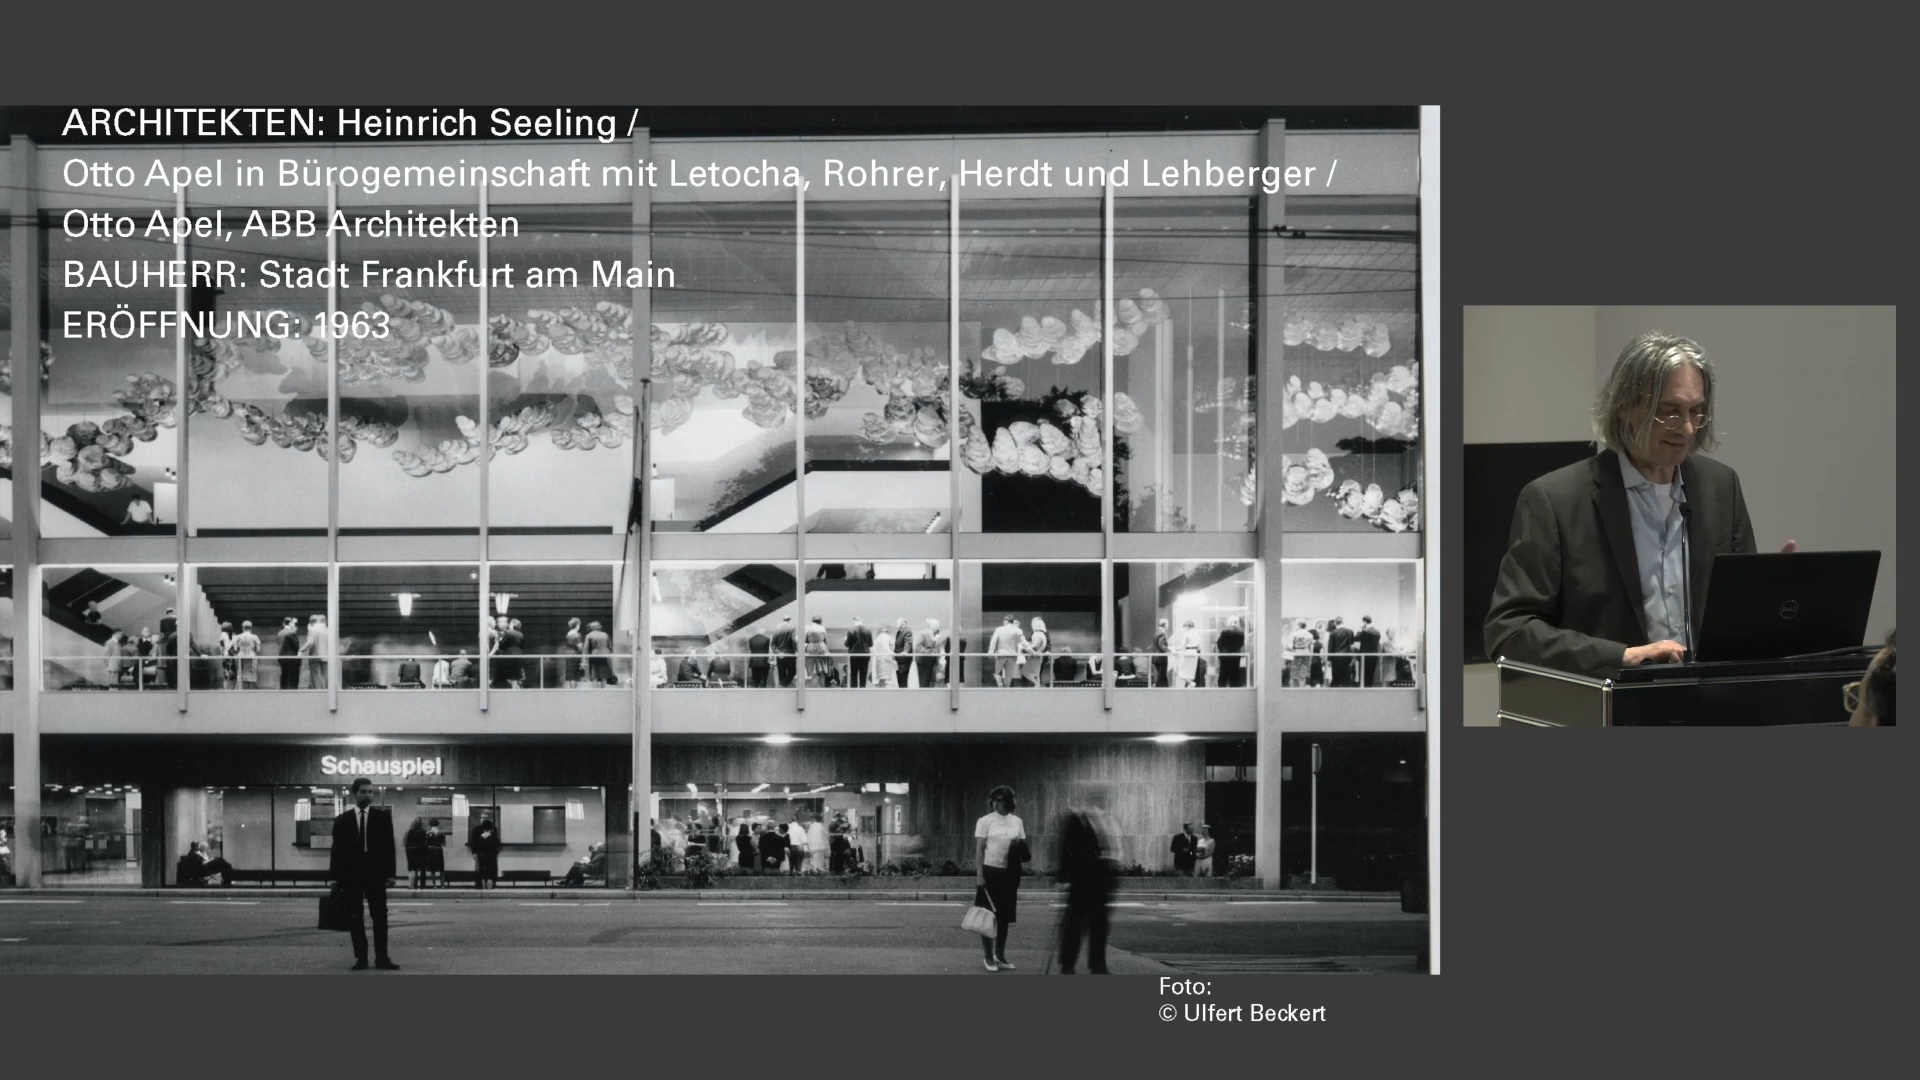 ARCHITEKTEN: Heinrich Seeling /
Otto Apel in Bürogemeinschaft mit Letocha, Rohrer, Herdt und Lehberger /
Otto Apel, ABB Architekten
BAUHERR: Stadt Frankfurt am Main
ERÖFFNUNG: 1963
Schauspiel
DELL
Foto:
© Ulfert Beckert